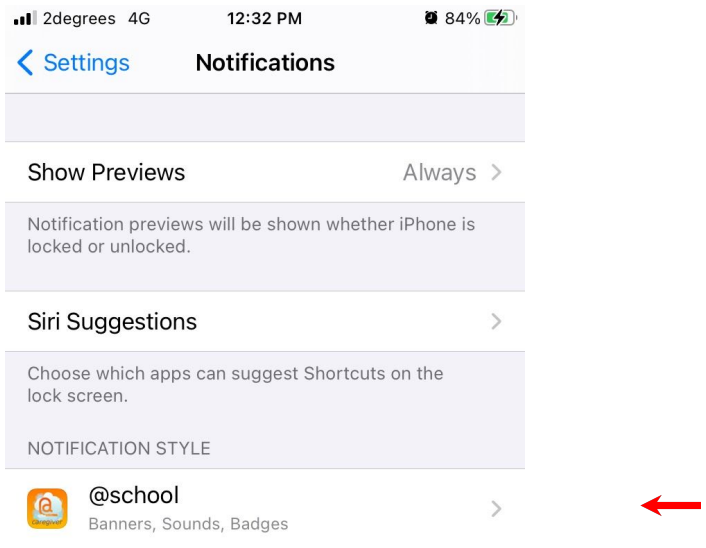 2degrees 4G 12:32 PM 84%
Settings Notifications
Show Previews Always
Notification previews will be shown whether iPhone is
locked or unlocked.
Siri Suggestions
Choose which apps can suggest Shortcuts on the
lock screen.
NOTIFICATION STYLE
@school
caregiver
Banners, Sounds, Badges